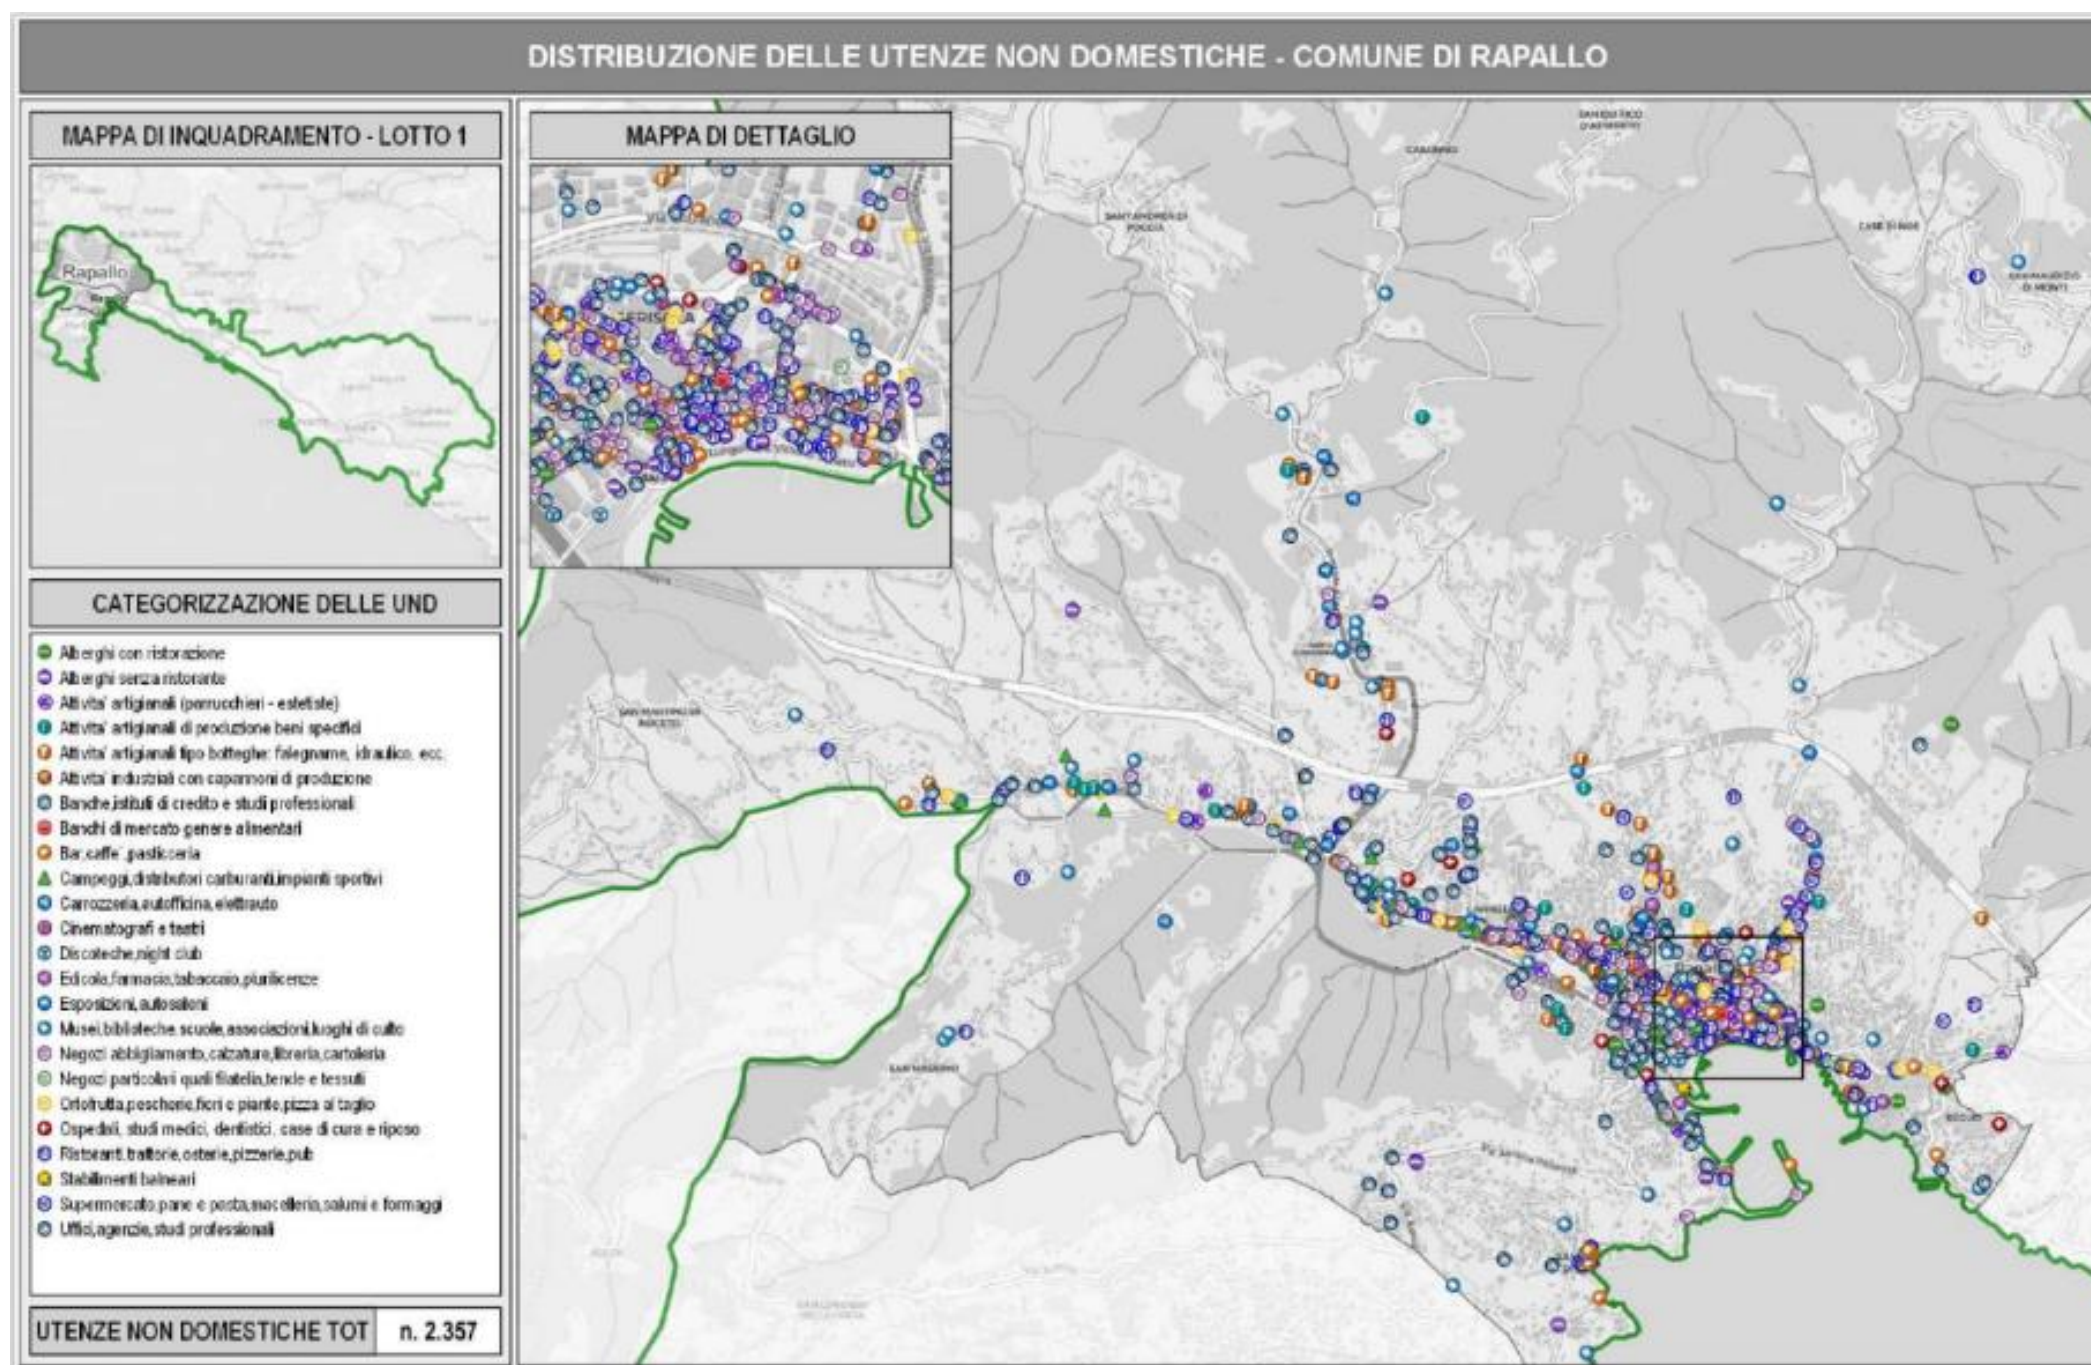 DISTRIBUZIONE DELLE UTENZE NON DOMESTICHE - COMUNE DI RAPALLO
MAPPA DI INQUADRAMENTO - LOTTO 1
Rapallo
MAPPA DI DETTAGLIO
CATEGORIZZAZIONE DELLE UND
Alberghi con ristorazione
Alberghi senza ristorante
Attivita' artigianali (parrucchieri - estetiste)
Attivita' artigianali di produzione beni specifici
Attivita' artigianali tipo botteghe: falegname, idraulico, ecc.
Attivita' industriali con capannoni di produzione
Banche,istituti di credito e studi professionali
Banchi di mercato genere alimentari
Bar,caffe',pasticceria
Campeggi,distributori carburanti,impianti sportivi
Carrozzeria,autofficina,elettrauto
Cinematografi e teatri
Discoteche,night club
Edicola,farmacia,tabaccaio,plurilicenze
Esposizioni,autosaloni
Musei,biblioteche,scuole,associazioni,luoghi di culto
Negozi abbigliamento,calzature,libreria,cartoleria
Negozi particolari quali filatelia,tende e tessuti
Ortofrutta,pescherie,fiori e piante,pizza al taglio
Ospedali, studi medici, dentistici, case di cura e riposo
Ristoranti,trattorie,osterie,pizzerie,pub
Stabilimenti balneari
Supermercato,pane e pasta,macelleria,salumi e formaggi
Uffici,agenzie,studi professionali
UTENZE NON DOMESTICHE TOT n. 2.357
SAN MASSIMO